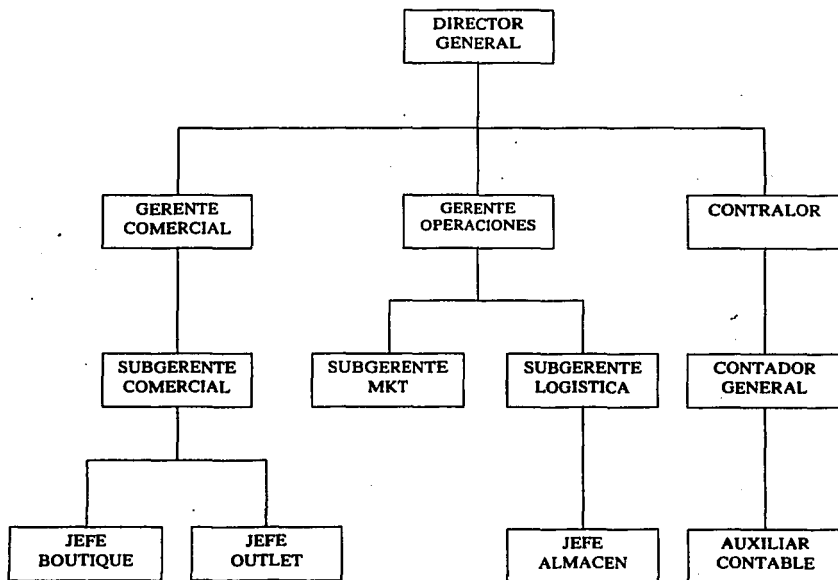 DIRECTOR
GENERAL
GERENTE
COMERCIAL
GERENTE
OPERACIONES
CONTRALOR
SUBGERENTE
COMERCIAL
SUBGERENTE
MKT
SUBGERENTE
LOGISTICA
CONTADOR
GENERAL
JEFE
BOUTIQUE
JEFE
OUTLET
JEFE
ALMACEN
AUXILIAR
CONTABLE